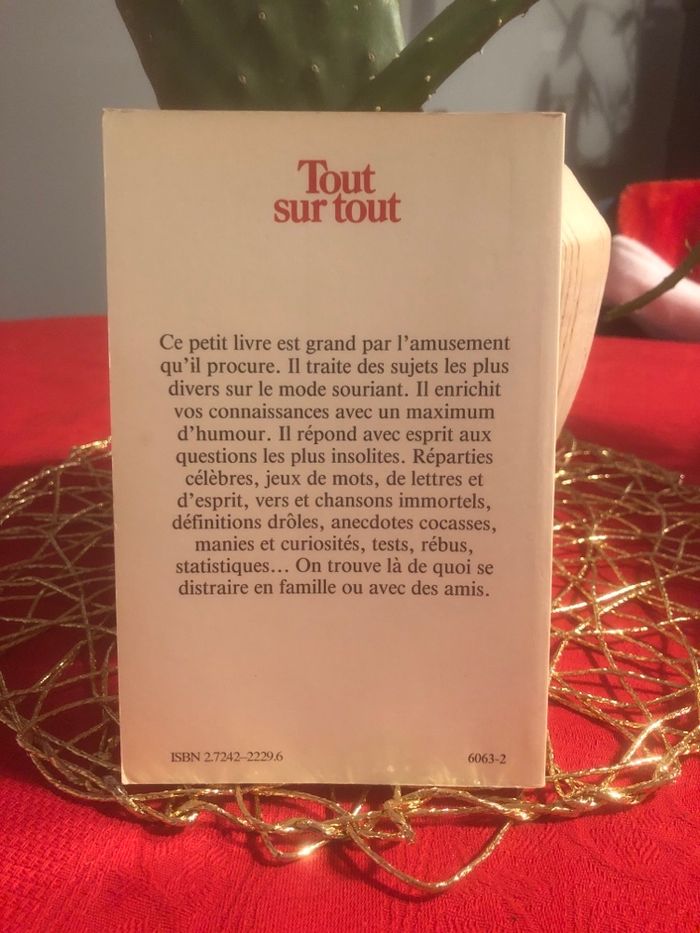 Tout
sur tout
Ce petit livre est grand par l'amusement
qu'il procure. Il traite des sujets les plus
divers sur le mode souriant. Il enrichit
vos connaissances avec un maximum
d'humour. Il répond avec esprit aux
questions les plus insolites. Réparties
célèbres, jeux de mots, de lettres et
d'esprit, vers et chansons immortels,
définitions drôles, anecdotes cocasses,
manies et curiosités, tests, rébus,
statistiques... On trouve là de quoi se
distraire en famille ou avec des amis.
ISBN 2.7242–2229.6
6063-2